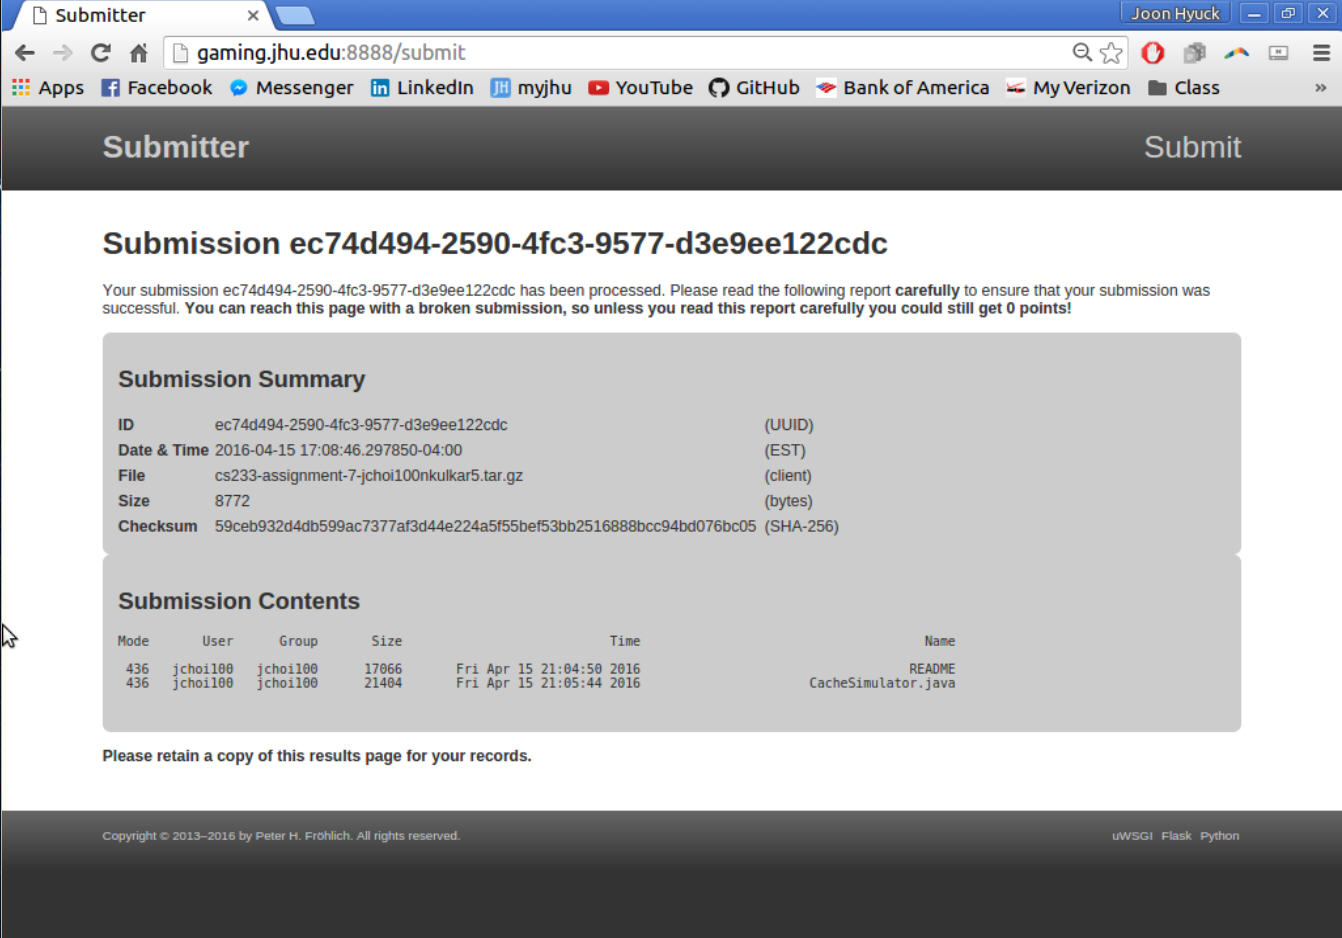 Submitter
Joon Hyuck
gaming.jhu.edu:8888/submit
Apps Facebook Messenger LinkedIn JH myjhu YouTube GitHub Bank of America My Verizon Class »
Submitter Submit
Submission ec74d494-2590-4fc3-9577-d3e9ee122cdc
Your submission ec74d494-2590-4fc3-9577-d3e9ee122cdc has been processed. Please read the following report carefully to ensure that your submission was
successful. You can reach this page with a broken submission, so unless you read this report carefully you could still get 0 points!
Submission Summary
ID ec74d494-2590-4fc3-9577-d3e9ee122cdc (UUID)
Date & Time 2016-04-15 17:08:46.297850-04:00 (EST)
File cs233-assignment-7-jchoi100nkulkar5.tar.gz (client)
Size 8772 (bytes)
Checksum 59ceb932d4db599ac7377af3d44e224a5f55bef53bb2516888bcc94bd076bc05 (SHA-256)
Submission Contents
Mode User Group Size Time Name
436 jchoi100 jchoi100 17066 Fri Apr 15 21:04:50 2016 README
436 jchoi100 jchoi100 21404 Fri Apr 15 21:05:44 2016 CacheSimulator.java
Please retain a copy of this results page for your records.
Copyright © 2013–2016 by Peter H. Fröhlich. All rights reserved. uWSGI Flask Python